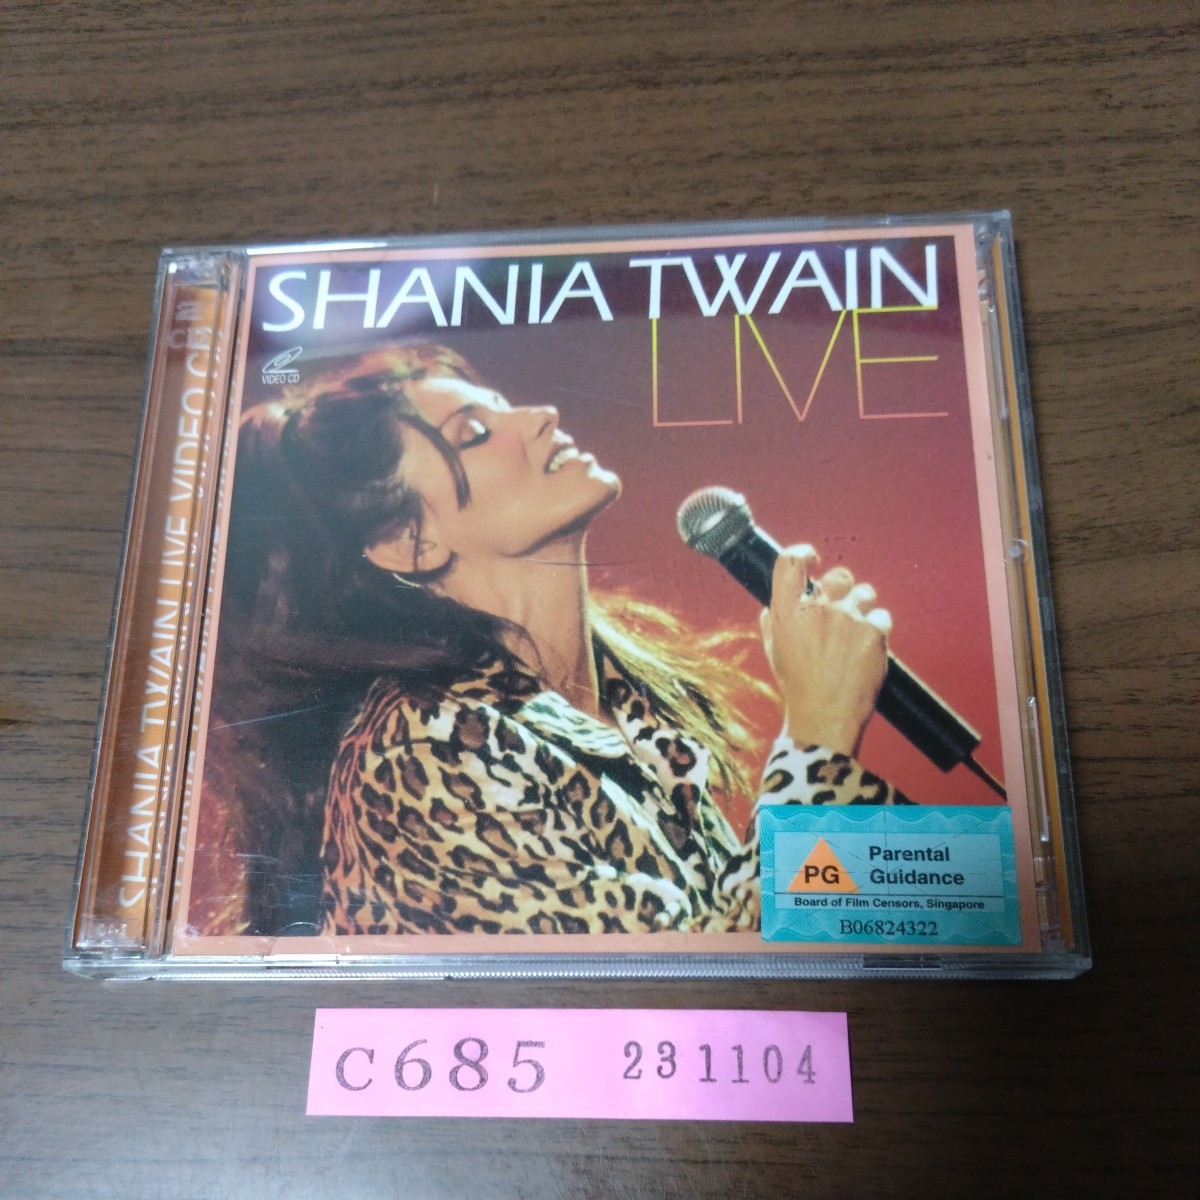 SHANIA TWAIN
LIVE
VIDEO CD
SHANIA TWAIN LIVE VIDEO CD
PG
Parental
Guidance
Board of Film Censors, Singapore
B06824322
C685 231104